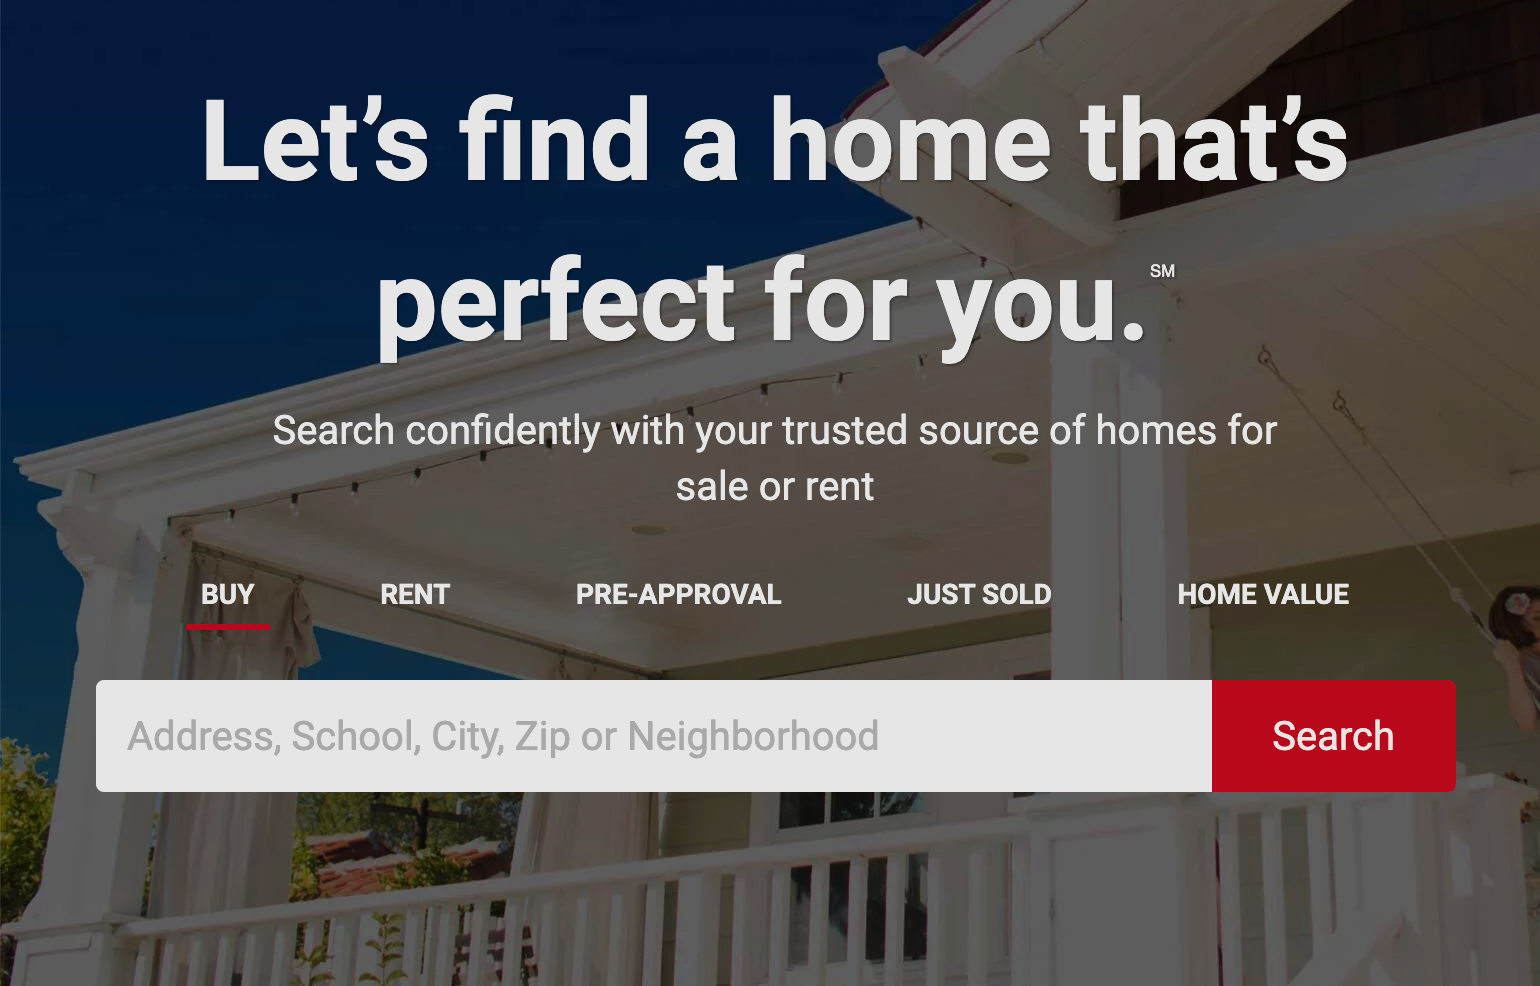 Let’s find a home that’s
perfect for you.℠
Search confidently with your trusted source of homes for
sale or rent
BUY RENT PRE-APPROVAL JUST SOLD HOME VALUE
Address, School, City, Zip or Neighborhood Search